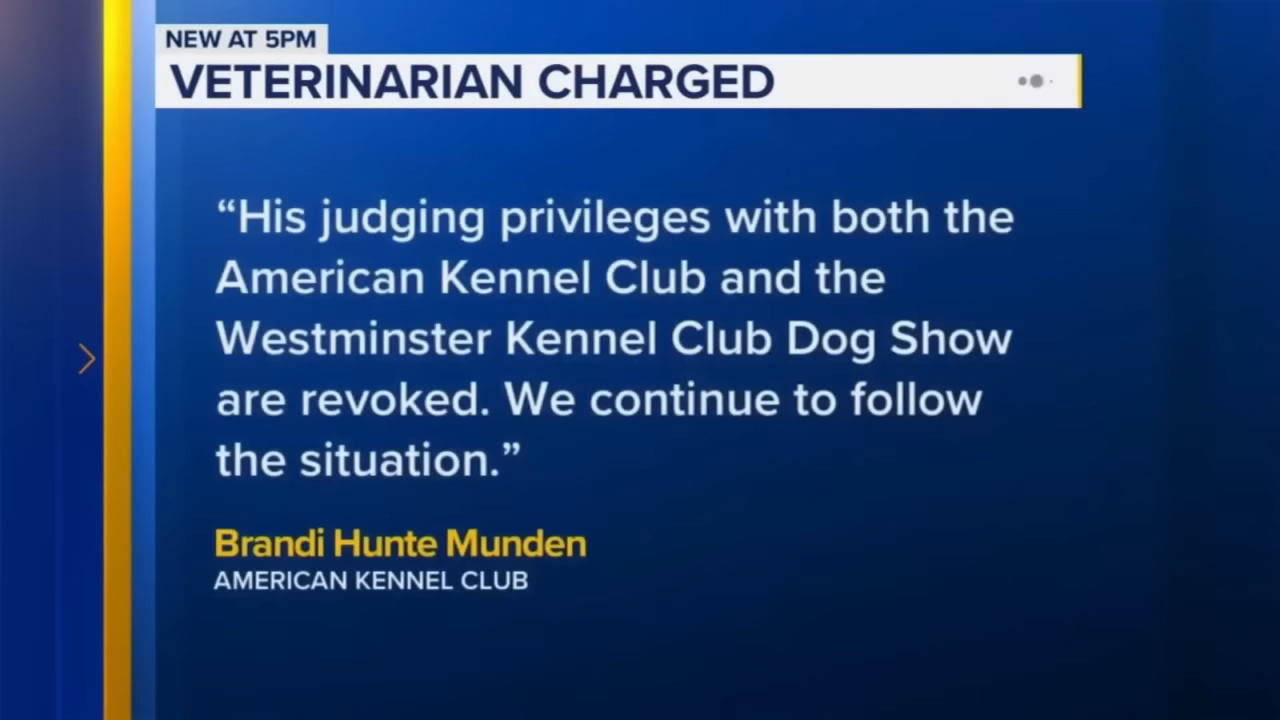 NEW AT 5PM
VETERINARIAN CHARGED
“His judging privileges with both the
American Kennel Club and the
Westminster Kennel Club Dog Show
are revoked. We continue to follow
the situation.”
Brandi Hunte Munden
AMERICAN KENNEL CLUB